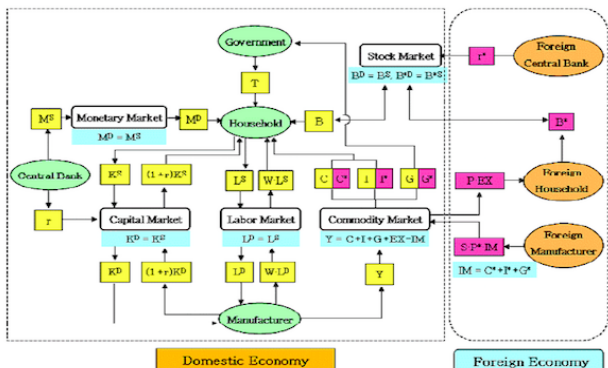 Government
Stock Market
Foreign
Central Bank
r*
B^D = B^S, B*^D = B*^S
T
M^S
Monetary Market
M^D
Household
B
B*
M^D = M^S
Foreign
Household
K^S
(1+r)K^S
L^S
W·L^S
C
C*
I
I*
G
G*
P·EX
Central Bank
r
Capital Market
Labor Market
Commodity Market
Foreign
Manufacturer
K^D = K^S
L^D = L^S
Y = C+I+G+EX-IM
S·P*·IM
IM = C*+I*+G*
K^D
(1+r)K^D
L^D
W·L^D
Y
Manufacturer
Domestic Economy
Foreign Economy